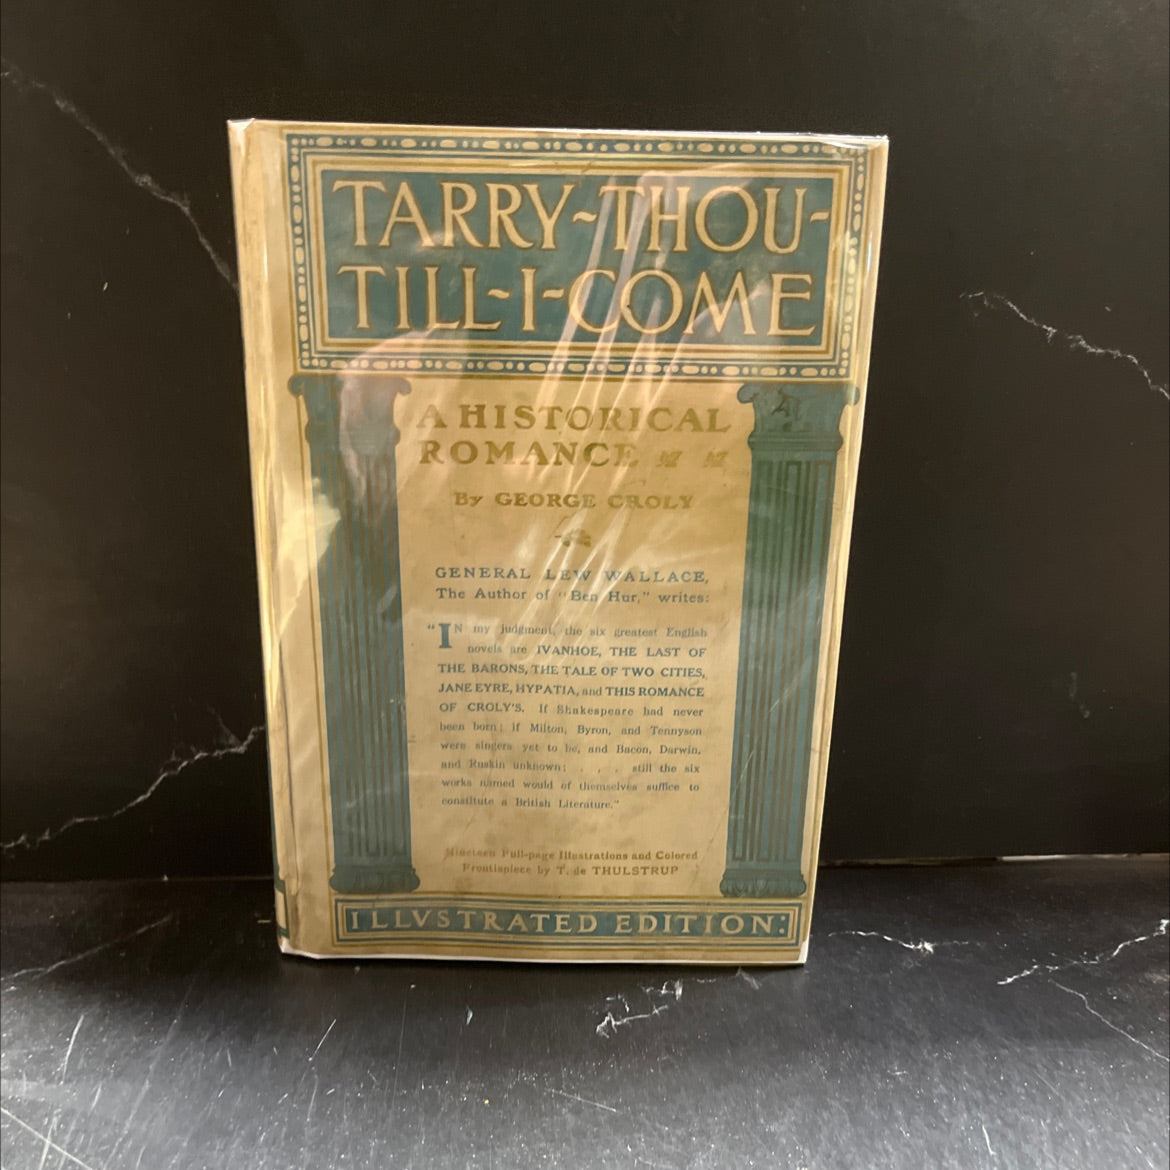 TARRY-THOU-
TILL-I-COME
A HISTORICAL
ROMANCE
By GEORGE CROLY
GENERAL LEW WALLACE,
The Author of "Ben Hur," writes:
"IN my judgment, the six greatest English
novels are IVANHOE, THE LAST OF
THE BARONS, THE TALE OF TWO CITIES,
JANE EYRE, HYPATIA, and THIS ROMANCE
OF CROLY'S. If Shakespeare had never
been born; if Milton, Byron, and Tennyson
were singers yet to be, and Bacon, Darwin,
and Ruskin unknown; . . . still the six
works named would of themselves suffice to
constitute a British Literature."
Nineteen Full-page Illustrations and Colored
Frontispiece by T. de THULSTRUP
ILLVSTRATED EDITION: